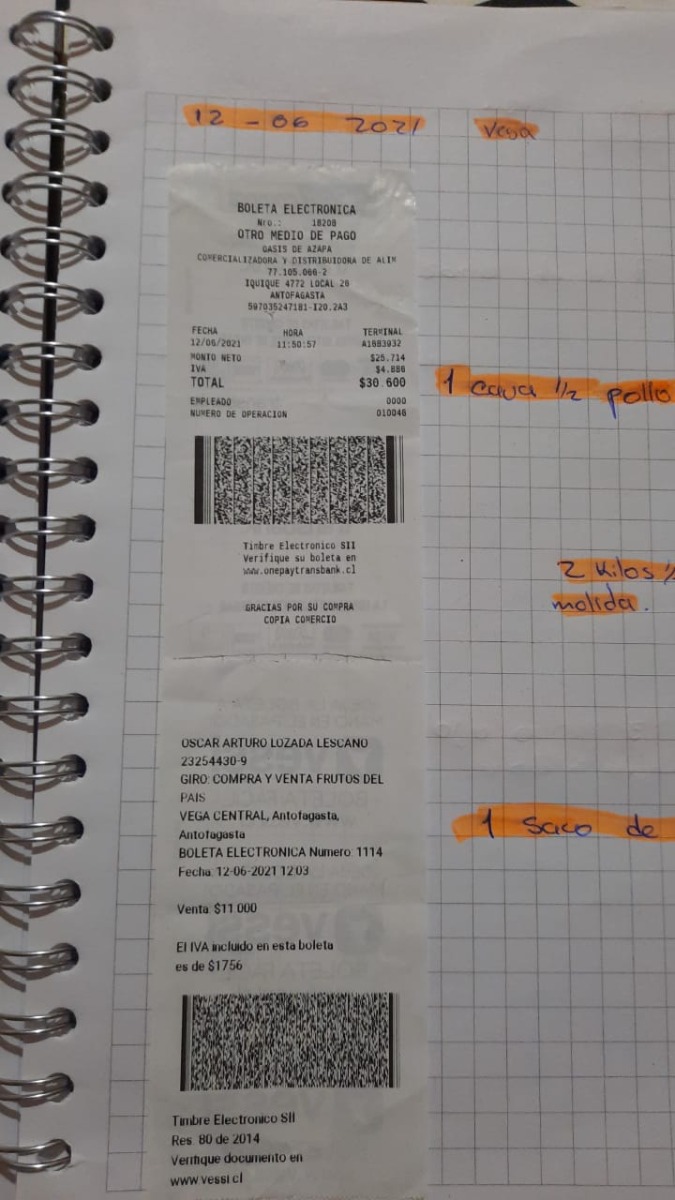 12 - 06 2021 Vega
BOLETA ELECTRONICA
Nro.: 18208
OTRO MEDIO DE PAGO
OASIS DE AZAPA
COMERCIALIZADORA Y DISTRIBUIDORA DE ALIM
77.105.066-2
IQUIQUE 4772 LOCAL 20
ANTOFAGASTA
597035247181-I20.2A3
FECHA HORA TERMINAL
12/06/2021 11:50:57 A1683932
MONTO NETO $25.714
IVA $4.886
TOTAL $30.600
EMPLEADO 0000
NUMERO DE OPERACION 010046
1 caja 1/2 pollo
Timbre Electronico SII
Verifique su boleta en
www.onepaytransbank.cl
2 Kilos
molida.
GRACIAS POR SU COMPRA
COPIA COMERCIO
OSCAR ARTURO LOZADA LESCANO
23254430-9
GIRO: COMPRA Y VENTA FRUTOS DEL
PAIS
VEGA CENTRAL, Antofagasta,
Antofagasta
BOLETA ELECTRONICA Numero: 1114
Fecha: 12-06-2021 12:03
1 saco de
Venta: $11.000
El IVA incluido en esta boleta
es de $1756
Timbre Electronico SII
Res. 80 de 2014
Verifique documento en
www.vessi.cl